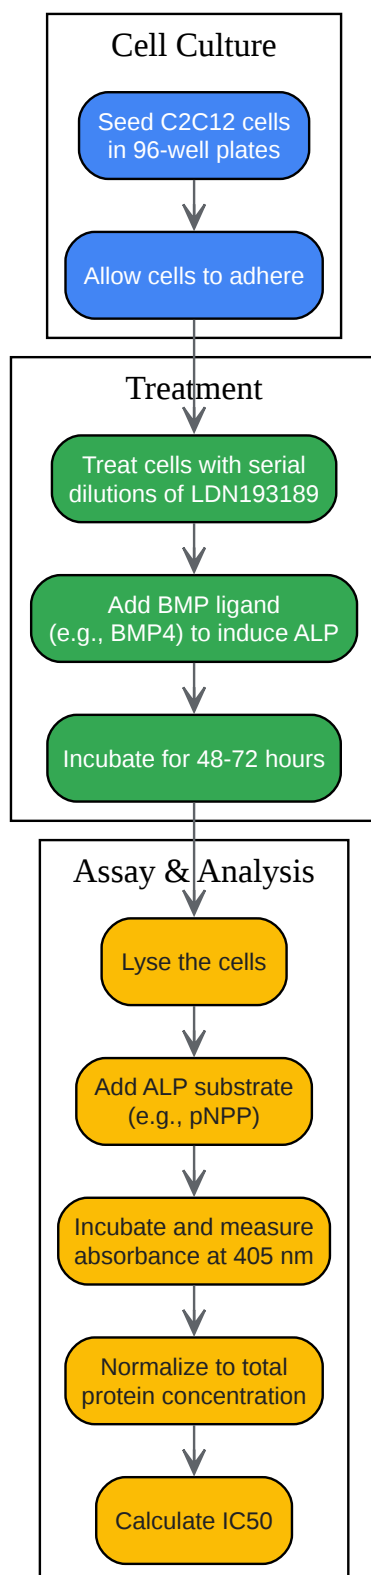 Cell Culture
Seed C2C12 cells
in 96-well plates
Allow cells to adhere
Treatment
Treat cells with serial
dilutions of LDN193189
Add BMP ligand
(e.g., BMP4) to induce ALP
Incubate for 48-72 hours
Assay & Analysis
Lyse the cells
Add ALP substrate
(e.g., pNPP)
Incubate and measure
absorbance at 405 nm
Normalize to total
protein concentration
Calculate IC50